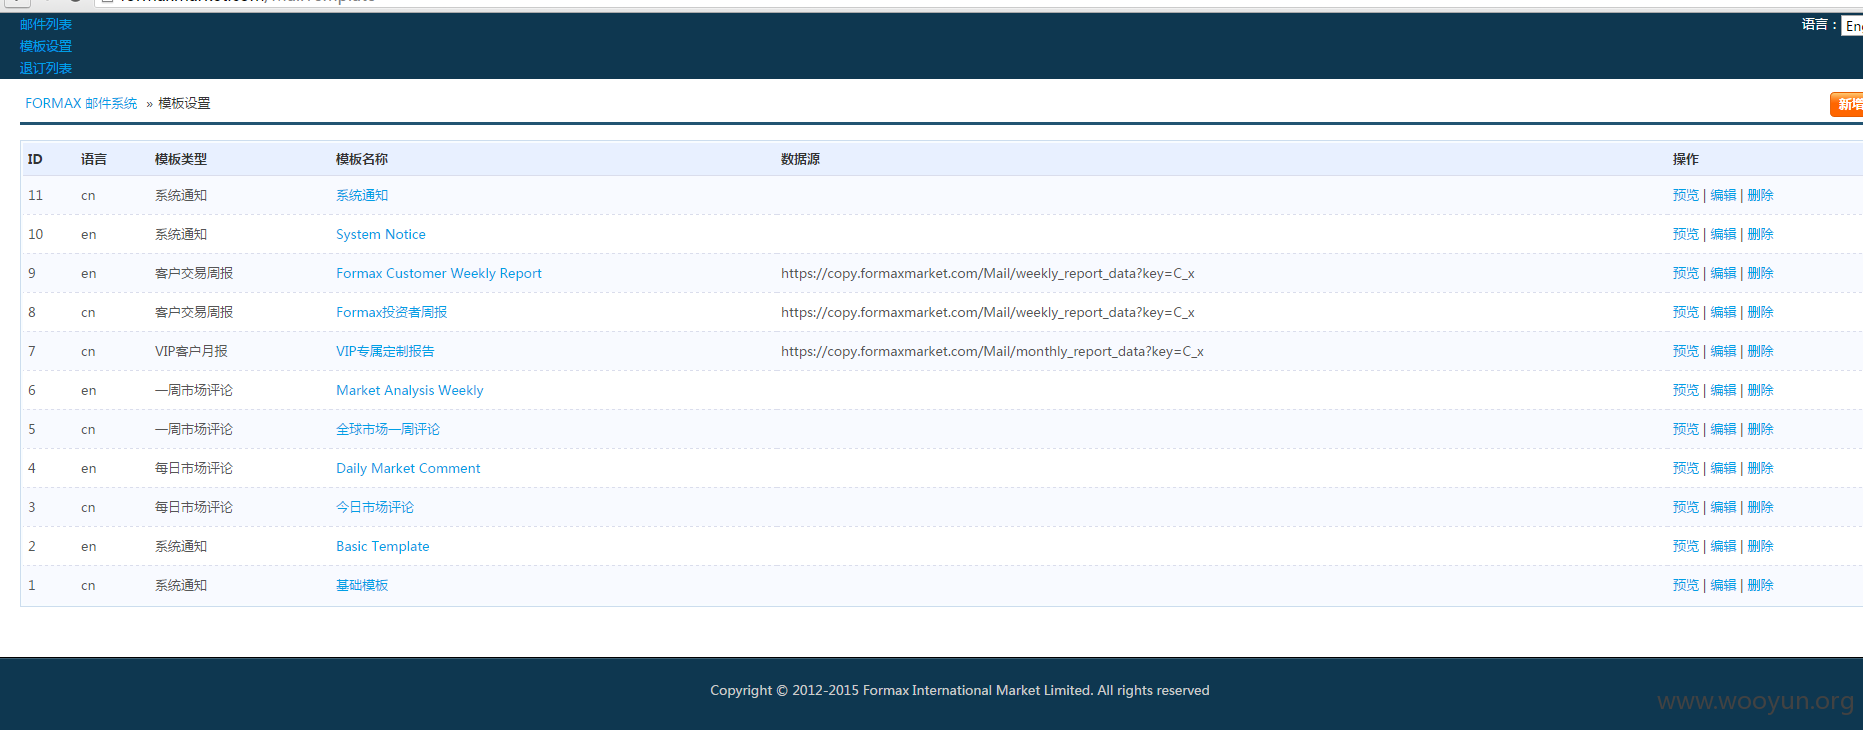 邮件列表
语言：
模板设置
退订列表
FORMAX 邮件系统 » 模板设置
新增
ID 语言 模板类型 模板名称 数据源 操作
11 cn 系统通知 系统通知 预览 | 编辑 | 删除
10 en 系统通知 System Notice 预览 | 编辑 | 删除
9 en 客户交易周报 Formax Customer Weekly Report https://copy.formaxmarket.com/Mail/weekly_report_data?key=C_x 预览 | 编辑 | 删除
8 cn 客户交易周报 Formax投资者周报 https://copy.formaxmarket.com/Mail/weekly_report_data?key=C_x 预览 | 编辑 | 删除
7 cn VIP客户月报 VIP专属定制报告 https://copy.formaxmarket.com/Mail/monthly_report_data?key=C_x 预览 | 编辑 | 删除
6 en 一周市场评论 Market Analysis Weekly 预览 | 编辑 | 删除
5 cn 一周市场评论 全球市场一周评论 预览 | 编辑 | 删除
4 en 每日市场评论 Daily Market Comment 预览 | 编辑 | 删除
3 cn 每日市场评论 今日市场评论 预览 | 编辑 | 删除
2 en 系统通知 Basic Template 预览 | 编辑 | 删除
1 cn 系统通知 基础模板 预览 | 编辑 | 删除
Copyright © 2012-2015 Formax International Market Limited. All rights reserved
www.wooyun.org